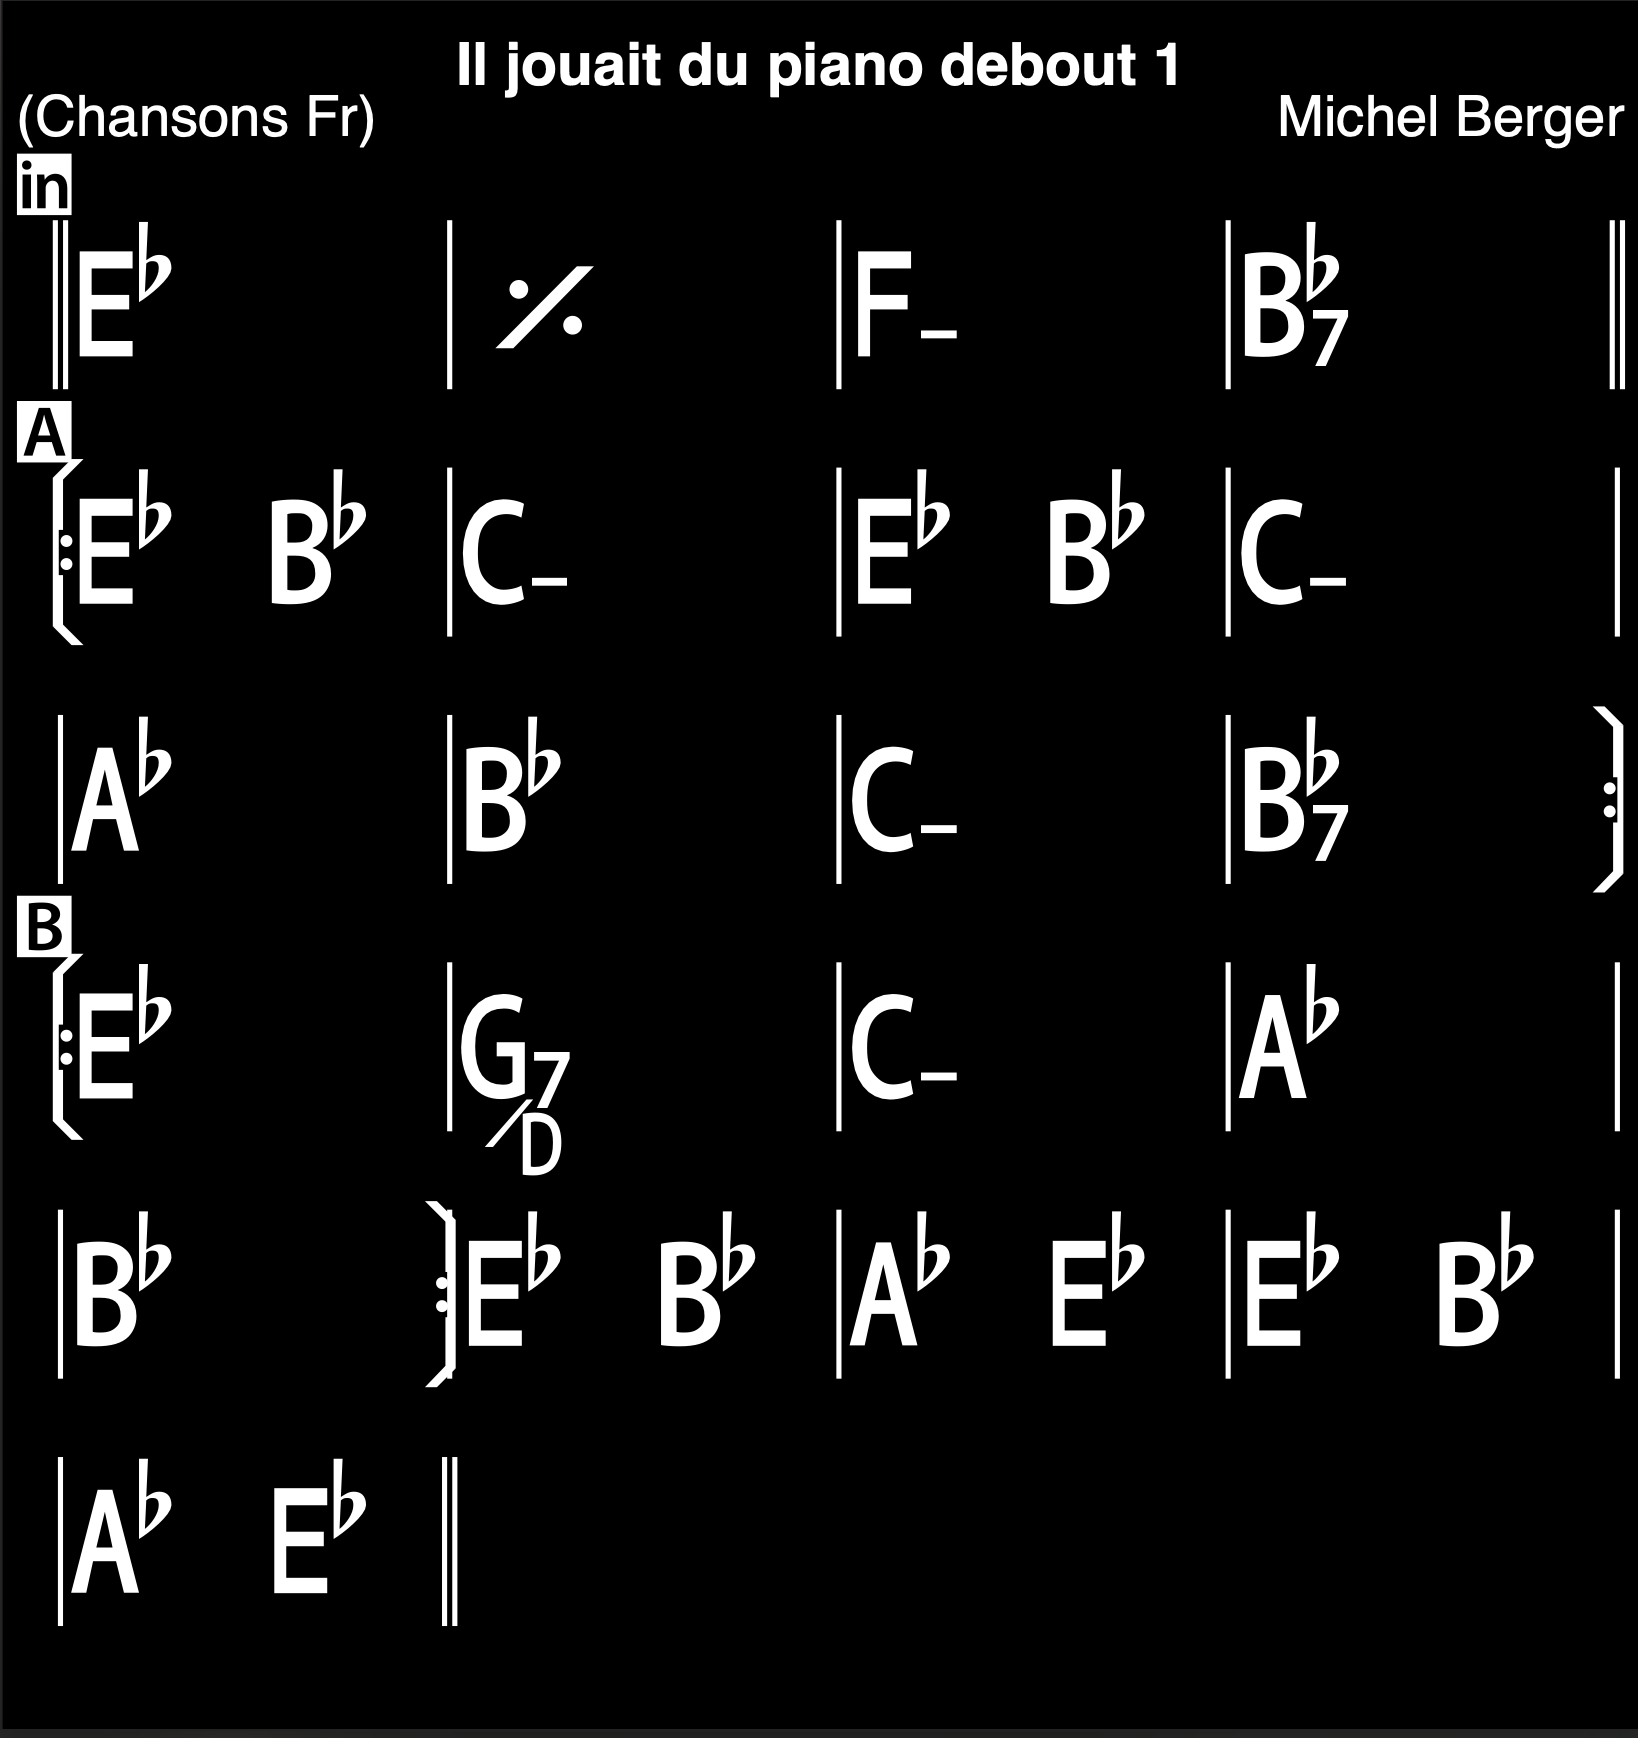 Il jouait du piano debout 1
(Chansons Fr) Michel Berger
in
E♭ 𝄎 F– B♭7
A
E♭ B♭ C– E♭ B♭ C–
A♭ B♭ C– B♭7
B
E♭ G7/D C– A♭
B♭ E♭ B♭ A♭ E♭ E♭ B♭
A♭ E♭